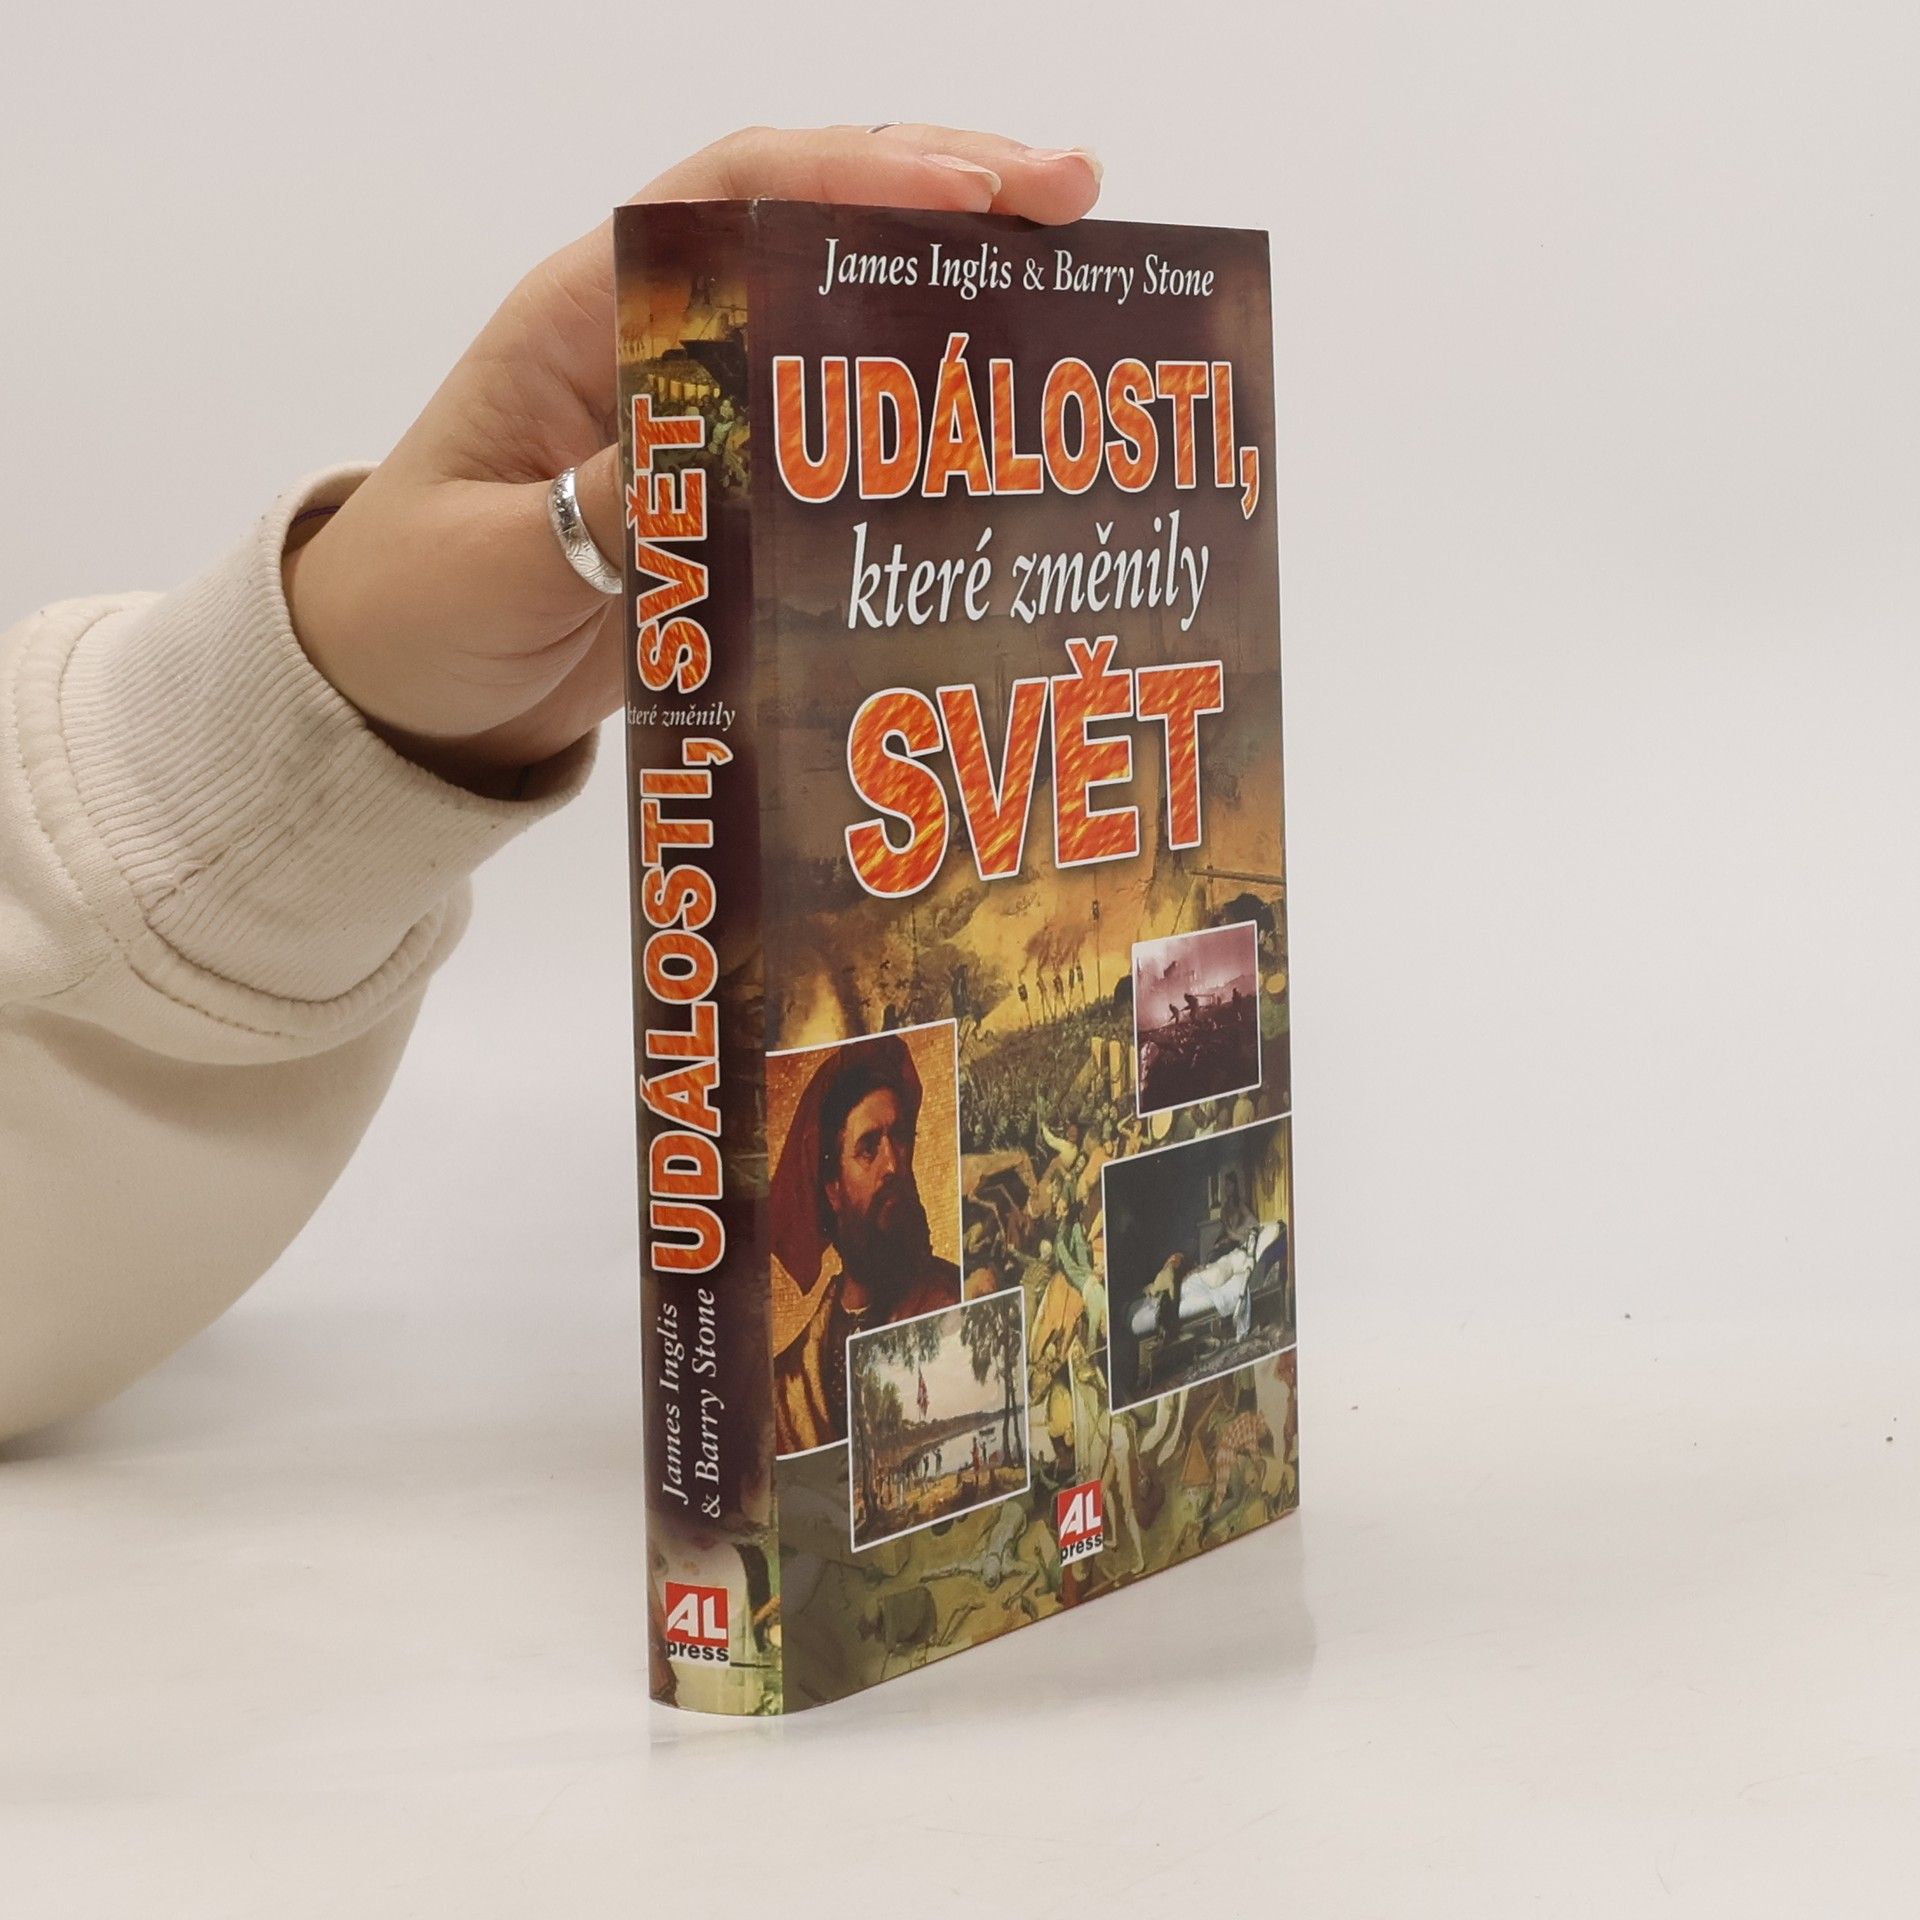 James Inglis & Barry Stone
UDÁLOSTI,
které změnily
SVĚT
AL
press
James Inglis
& Barry Stone
UDÁLOSTI,
které změnily
SVĚT
AL
press